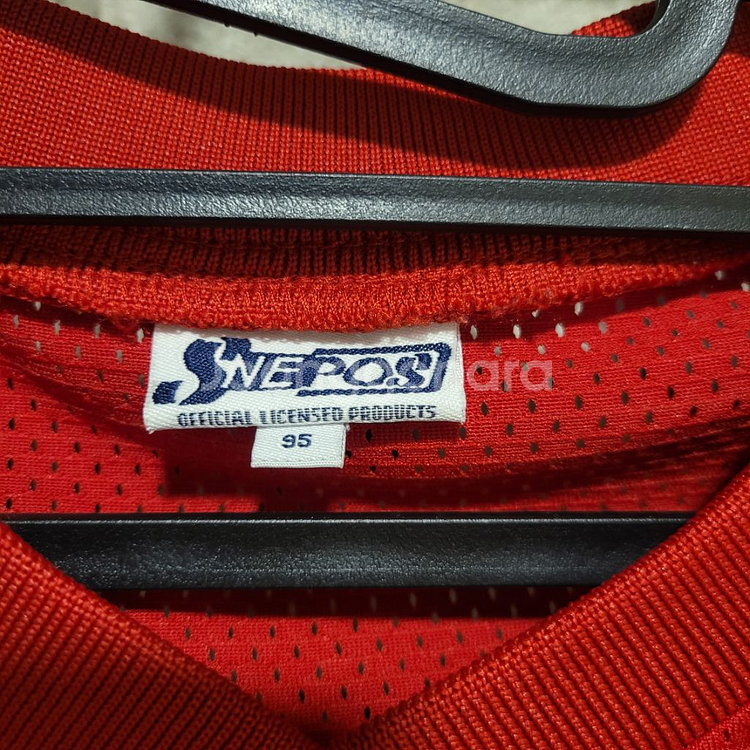 SNEPOS
OFFICIAL LICENSED PRODUCTS
95